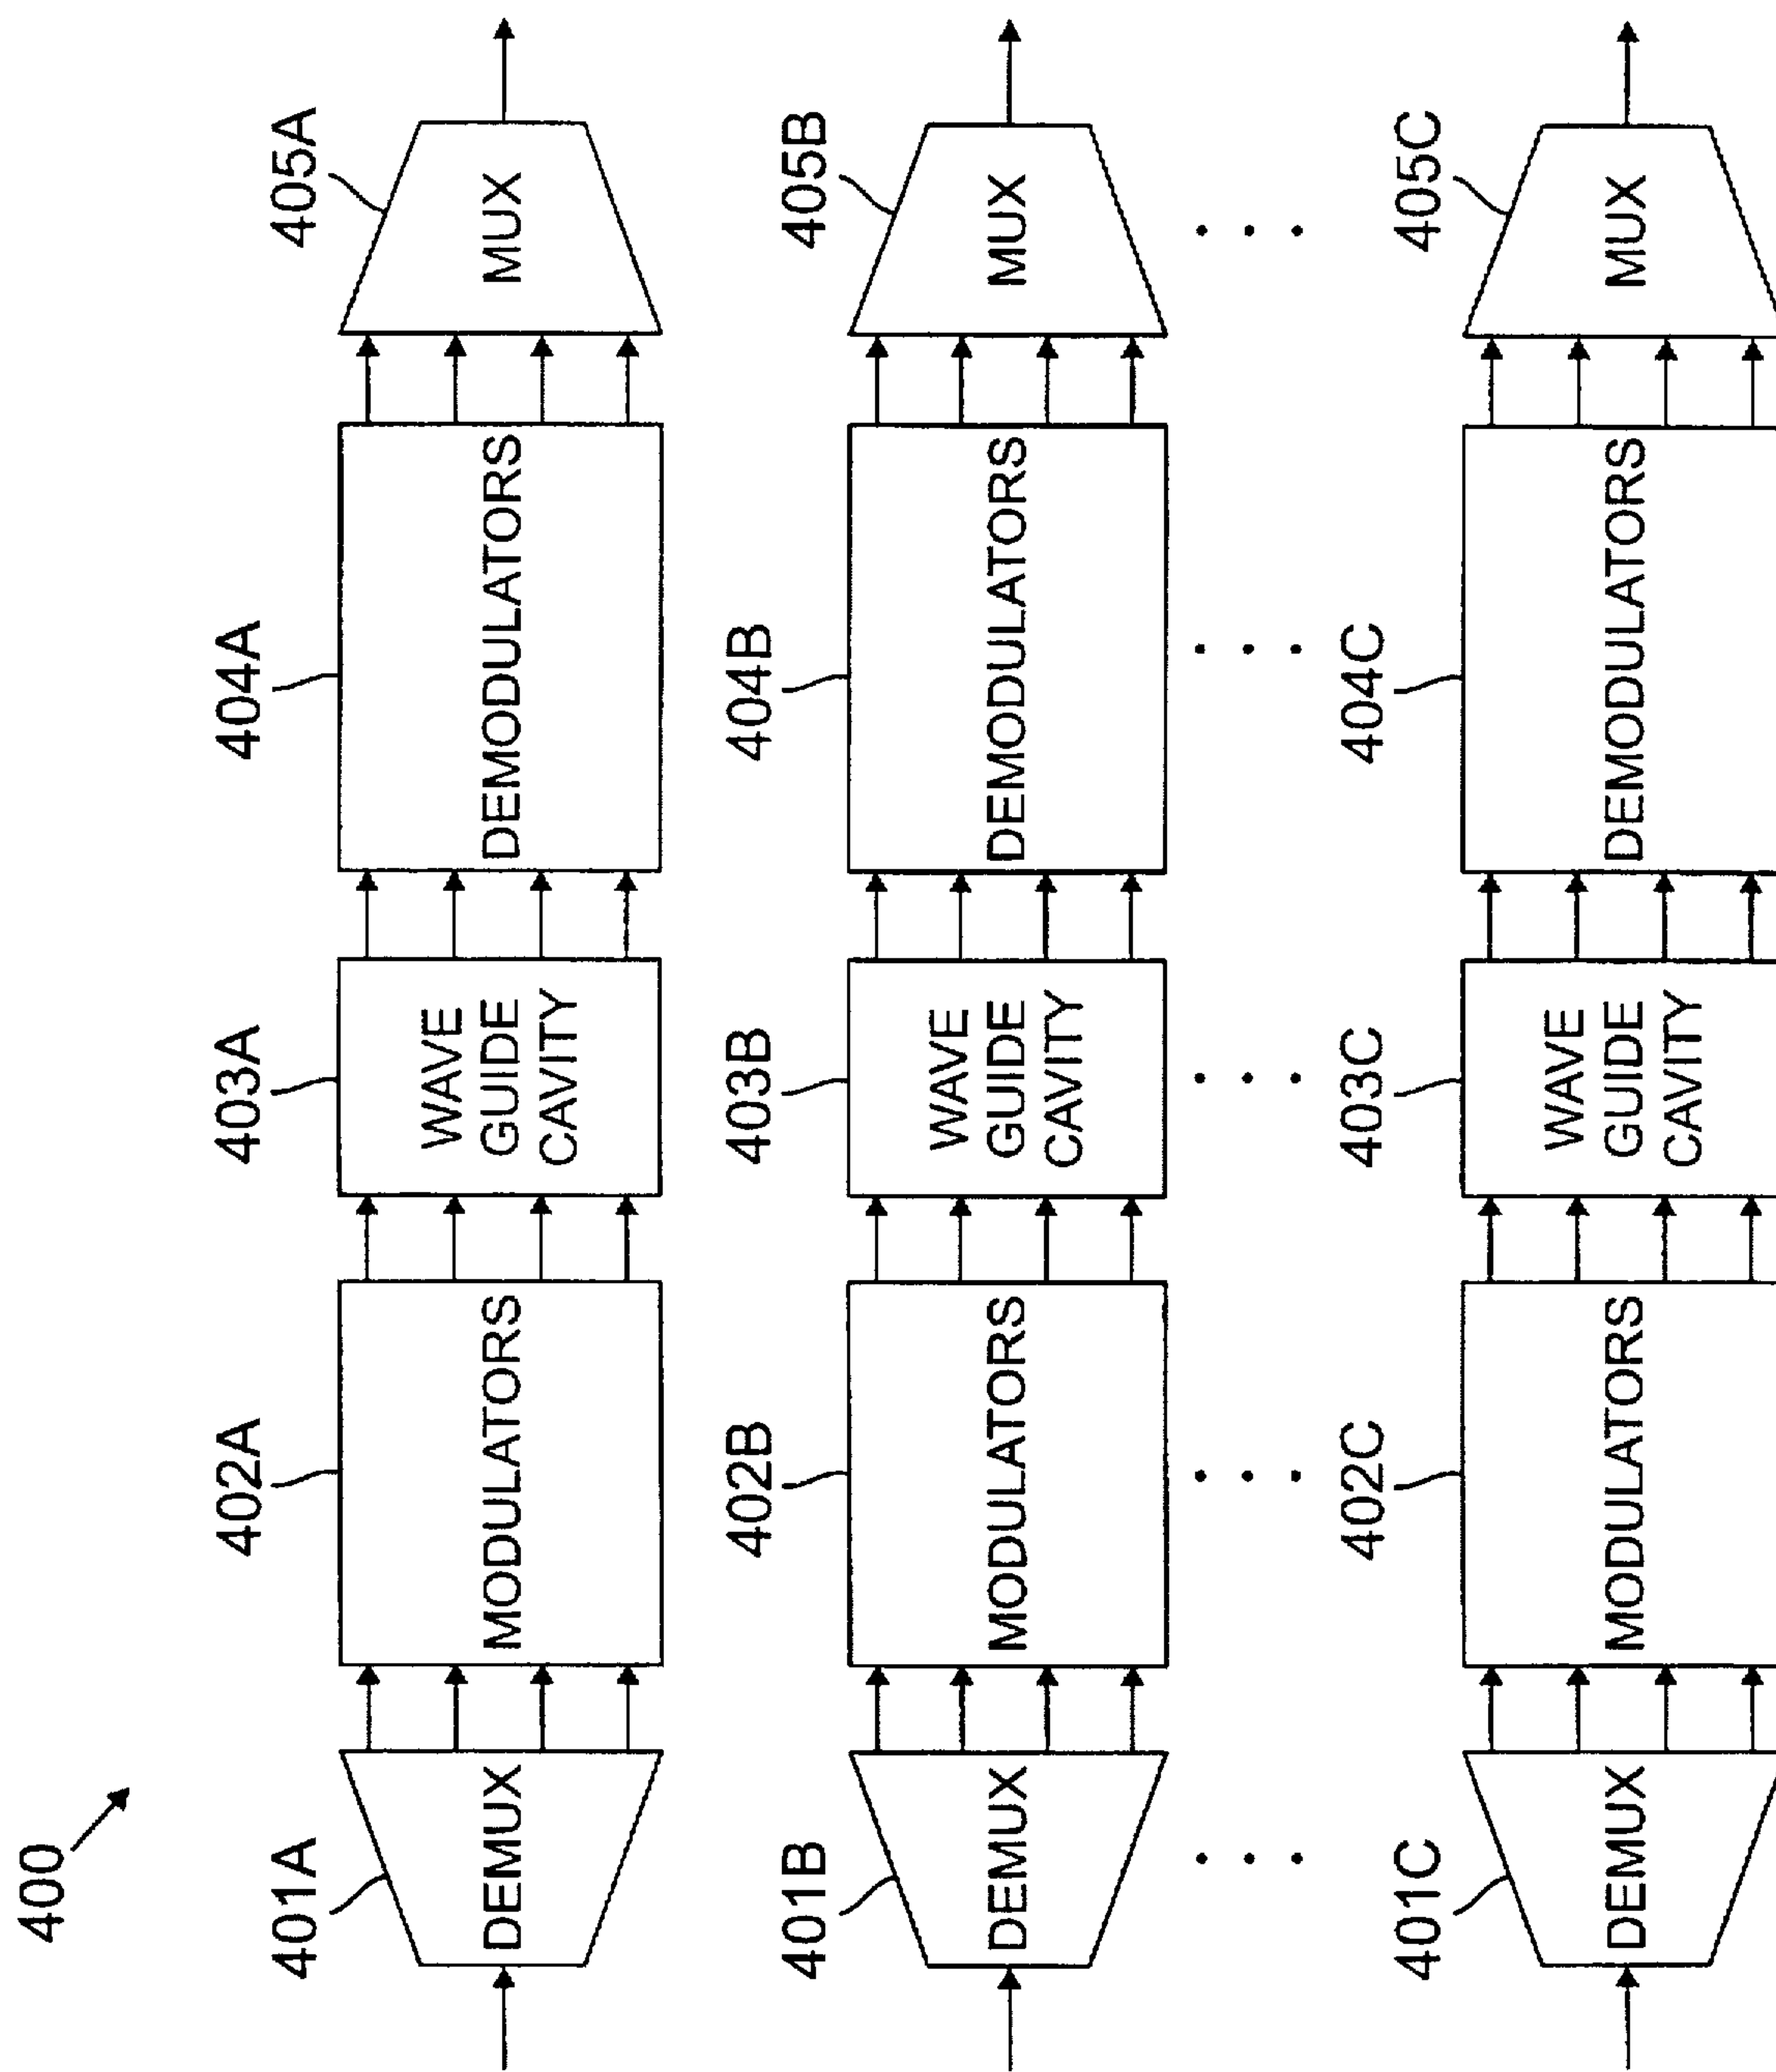 400
401A
402A
403A
404A
405A
DEMUX
MODULATORS
WAVE
GUIDE
CAVITY
DEMODULATORS
MUX
401B
402B
403B
404B
405B
DEMUX
MODULATORS
WAVE
GUIDE
CAVITY
DEMODULATORS
MUX
. . .
. . .
. . .
. . .
. . .
401C
402C
403C
404C
405C
DEMUX
MODULATORS
WAVE
GUIDE
CAVITY
DEMODULATORS
MUX